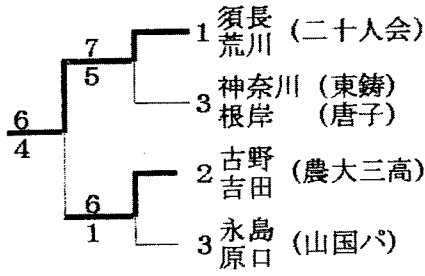 1 須長 荒川 (二十人会)
7
5
3 神奈川 (東鋳)
根岸 (唐子)
6
4
2 古野 吉田 (農大三高)
6
1
3 永島 原口 (山国パ)